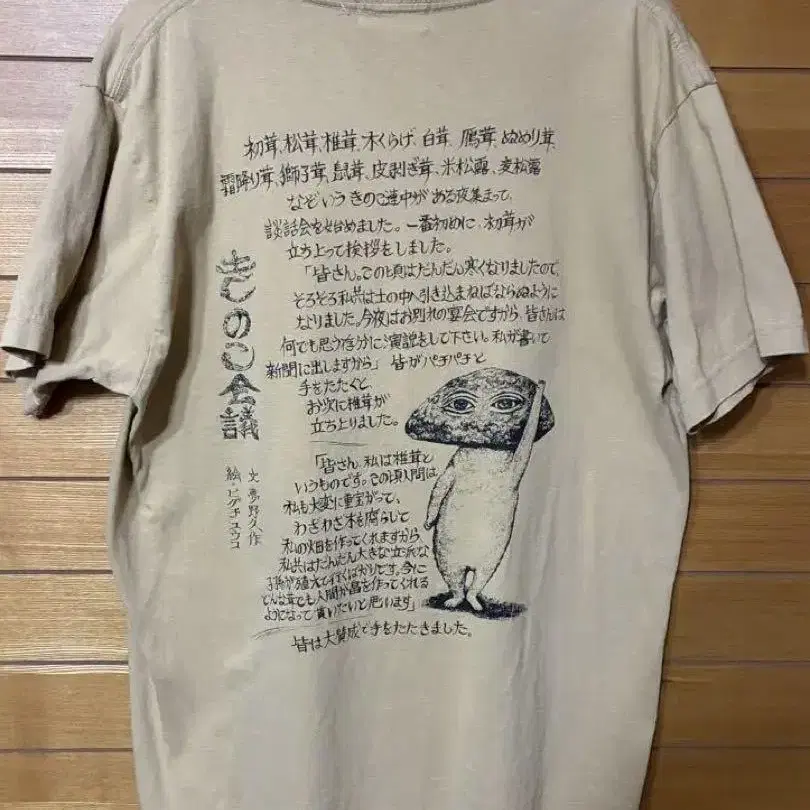 初茸、松茸、椎茸、木くらげ、白茸、鴈茸、ぬめり茸、
霜降り茸、獅子茸、鼠茸、皮剥ぎ茸、米松露、麦松露
なぞいうきのこ連中がある夜集まって、
談話会を始めました。一番初めに、初茸が
立ち上って挨拶をしました。
「皆さん。この頃はだんだん寒くなりましたので、
そろそろ私共は土の中へ引き込まねばならぬように
なりました。今夜はお別れの宴会ですから、皆さんは
何でも思う存分に演説をして下さい。私が書いて
新聞に出しますから」皆がパチパチと
手をたたくと、
お次に椎茸が
立ち上りました。
「皆さん、私は椎茸と
いうものです。この頃人間は
私を大変に重宝がって、
わざわざ木を腐らして
私の畑を作ってくれますから、
私共はだんだん大きな立派な
子孫が殖えて行くばかりです。今に
どんな茸でも人間が畠を作ってくれる
ようになって貰いたいと思います」
皆は大賛成で手をたたきました。
きのこ会議
文 夢野久作
絵・ヒグチユウコ